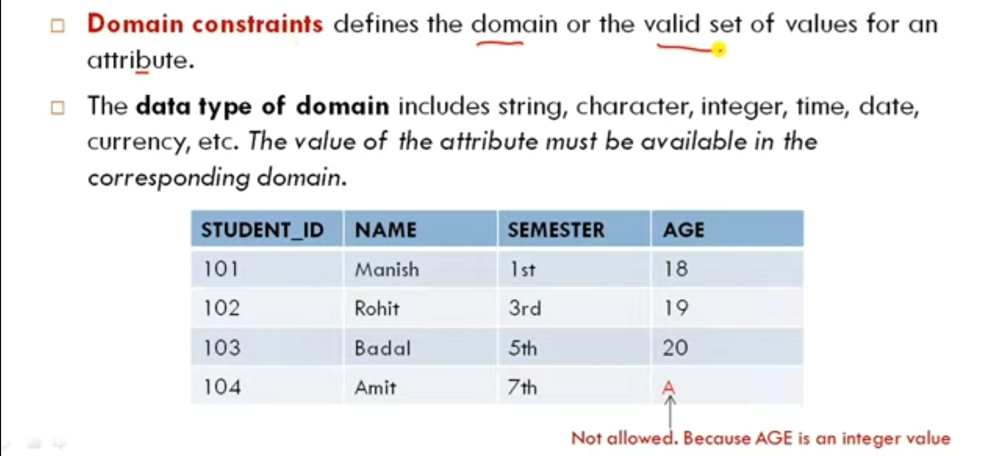 Domain constraints defines the domain or the valid set of values for an
attribute.
The data type of domain includes string, character, integer, time, date,
currency, etc. The value of the attribute must be available in the
corresponding domain.
STUDENT_ID NAME SEMESTER AGE
101 Manish 1st 18
102 Rohit 3rd 19
103 Badal 5th 20
104 Amit 7th A
Not allowed. Because AGE is an integer value